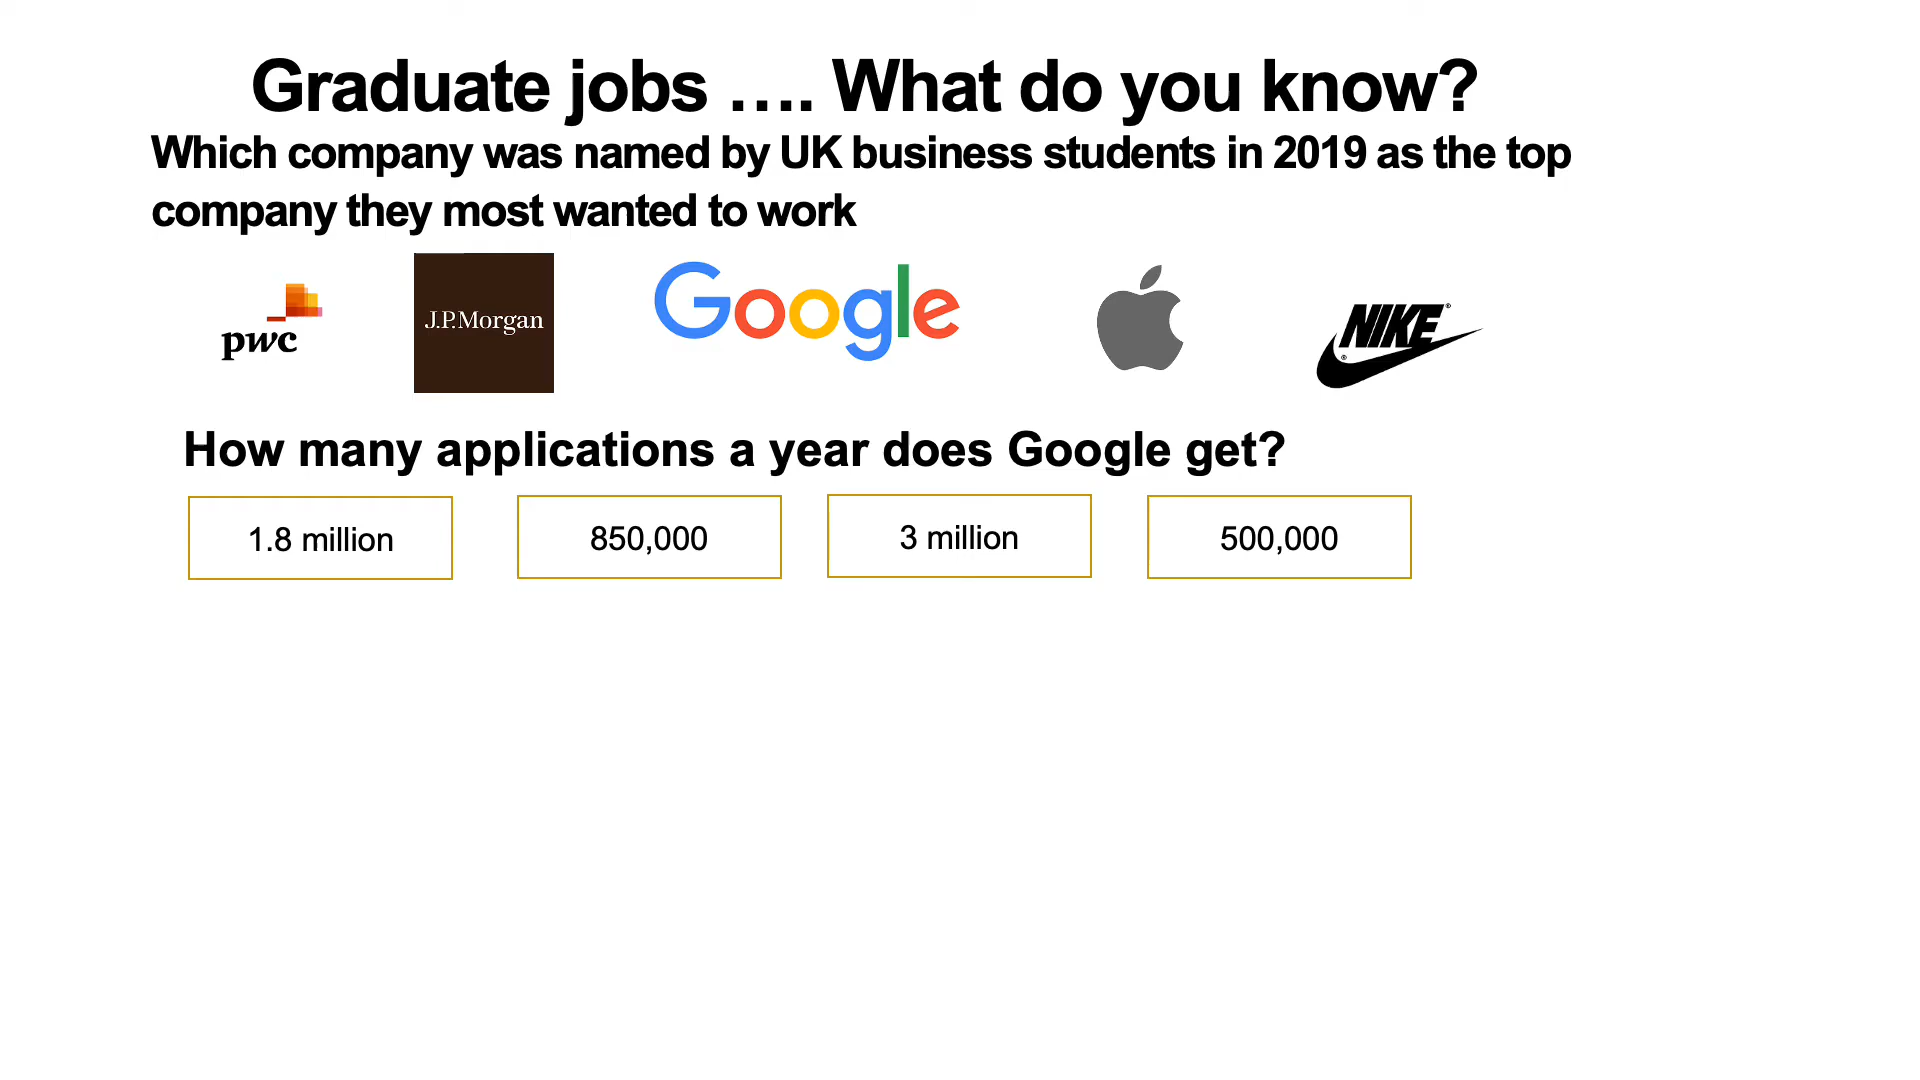 Graduate jobs …. What do you know?
Which company was named by UK business students in 2019 as the top
company they most wanted to work
pwc
J.P.Morgan
Google
NIKE
How many applications a year does Google get?
1.8 million
850,000
3 million
500,000